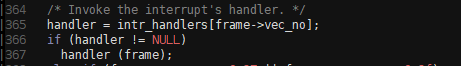 364 /* Invoke the interrupt's handler. */
365 handler = intr_handlers[frame->vec_no];
366 if (handler != NULL)
367 handler (frame);